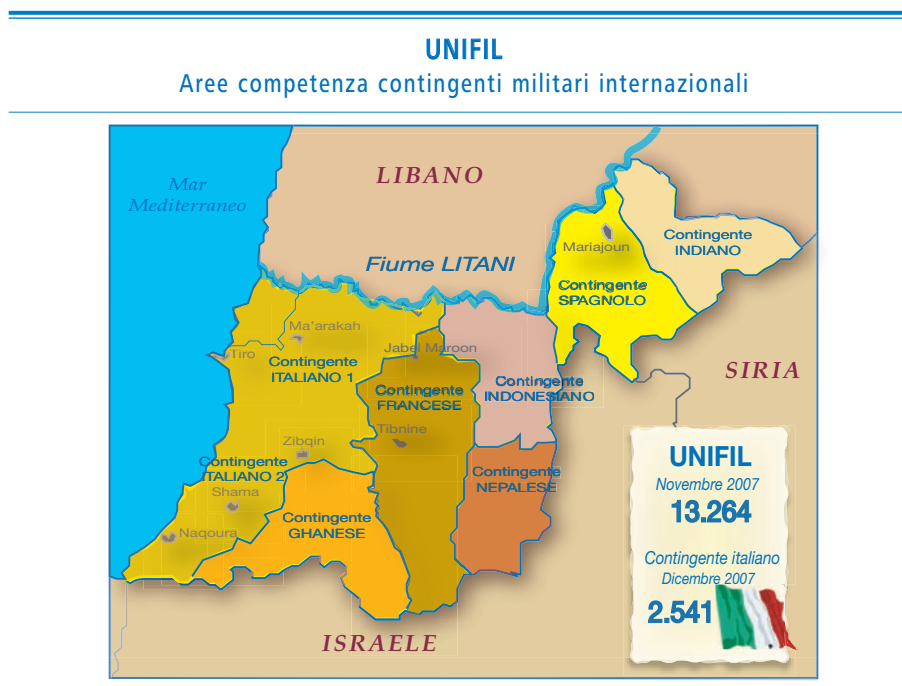 UNIFIL
Aree competenza contingenti militari internazionali
Mar
Mediterraneo
LIBANO
Fiume LITANI
Mariajoun
Contingente
INDIANO
Contingente
SPAGNOLO
Ma'arakah
Tiro
Jabel Maroon
Contingente
ITALIANO 1
Contingente
FRANCESE
Contingente
INDONESIANO
SIRIA
Tibnine
Zibqin
Contingente
ITALIANO 2
Shama
Contingente
NEPALESE
Contingente
GHANESE
Naqoura
ISRAELE
UNIFIL
Novembre 2007
13.264
Contingente italiano
Dicembre 2007
2.541